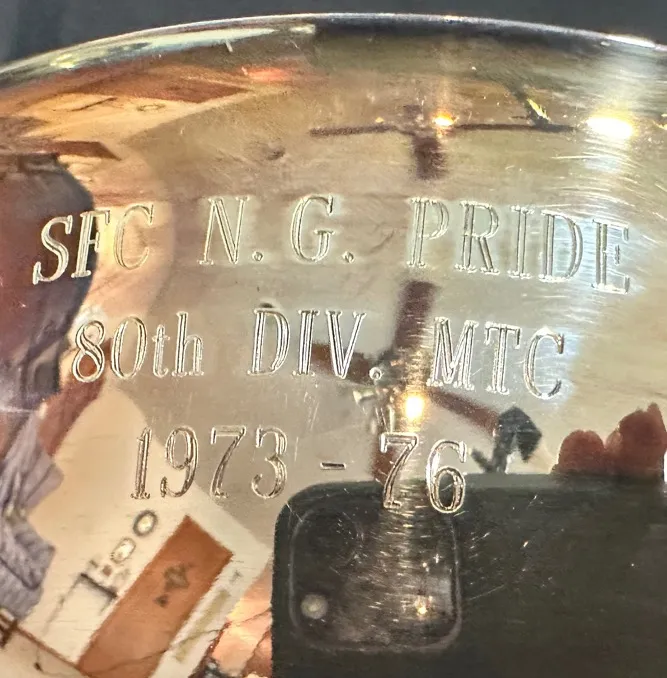 SFC N. G. PRIDE
80th DIV. MTC
1973 - 76